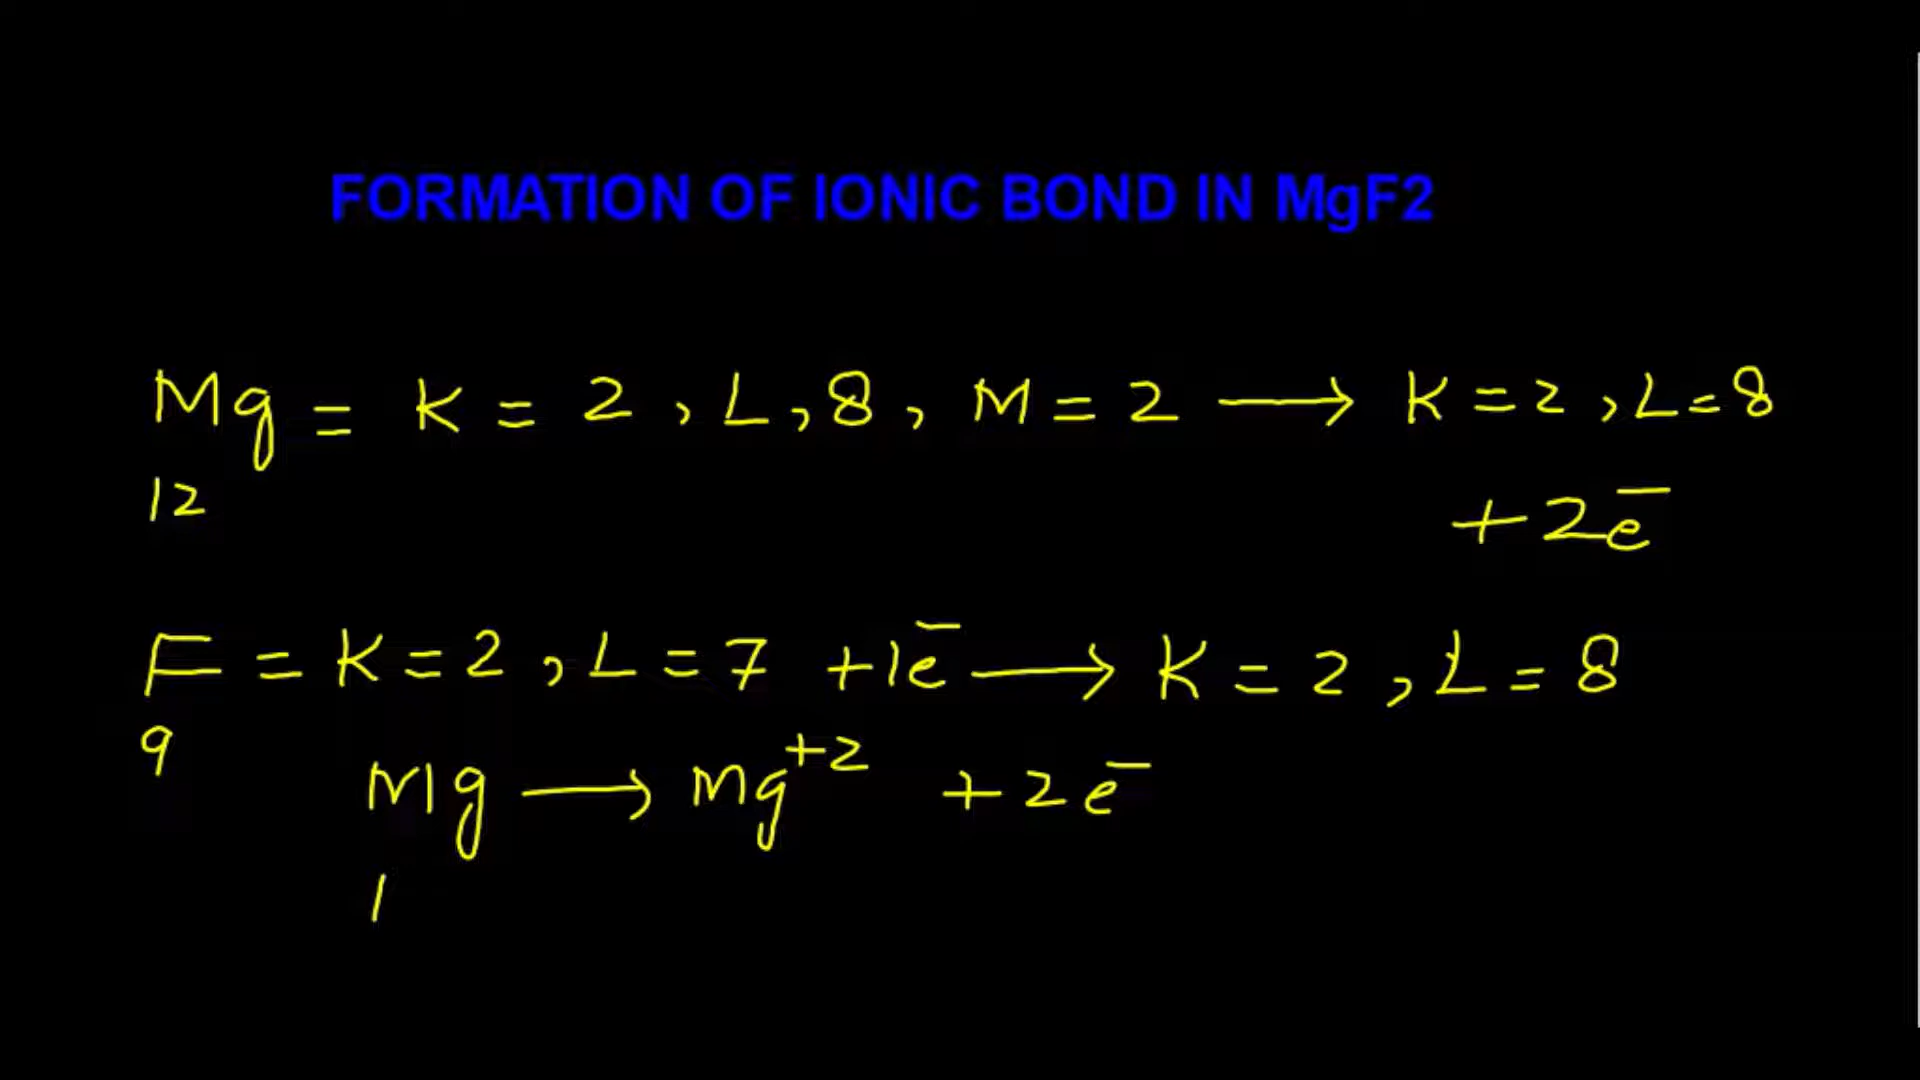 FORMATION OF IONIC BOND IN MgF2
Mg = K = 2 , L , 8 , M = 2 → K = 2 , L = 8
12
+ 2e⁻
F = K = 2 , L = 7 + 1e⁻ → K = 2 , L = 8
9
Mg → Mg⁺² + 2e⁻
1